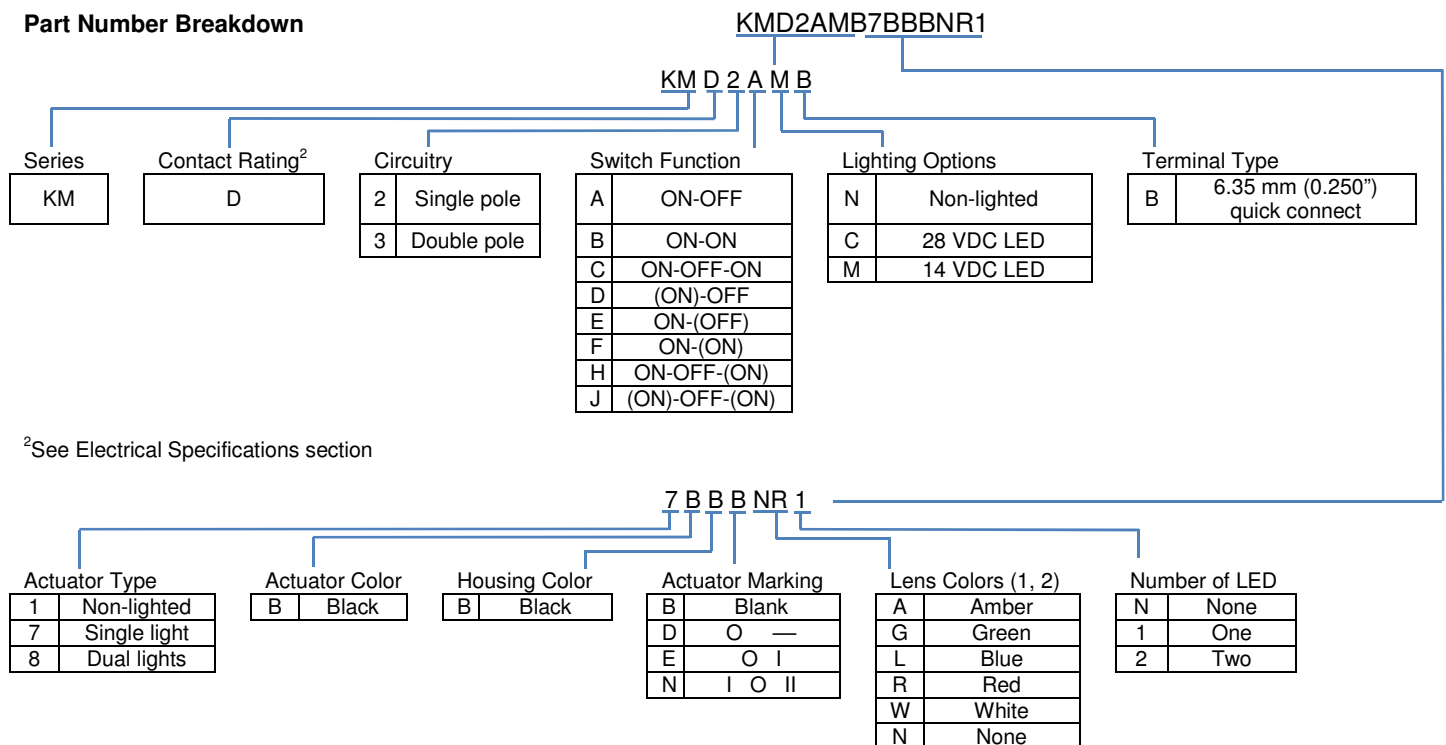 Part Number Breakdown
KMD2AMB7BBBNR1
KM D 2 A M B
Series
KM
Contact Rating2
D
Circuitry
2 Single pole
3 Double pole
Switch Function
A ON-OFF
B ON-ON
C ON-OFF-ON
D (ON)-OFF
E ON-(OFF)
F ON-(ON)
H ON-OFF-(ON)
J (ON)-OFF-(ON)
Lighting Options
N Non-lighted
C 28 VDC LED
M 14 VDC LED
Terminal Type
B 6.35 mm (0.250”)
quick connect
2See Electrical Specifications section
7 B B B NR 1
Actuator Type
1 Non-lighted
7 Single light
8 Dual lights
Actuator Color
B Black
Housing Color
B Black
Actuator Marking
B Blank
D O —
E O I
N I O II
Lens Colors (1, 2)
A Amber
G Green
L Blue
R Red
W White
N None
Number of LED
N None
1 One
2 Two